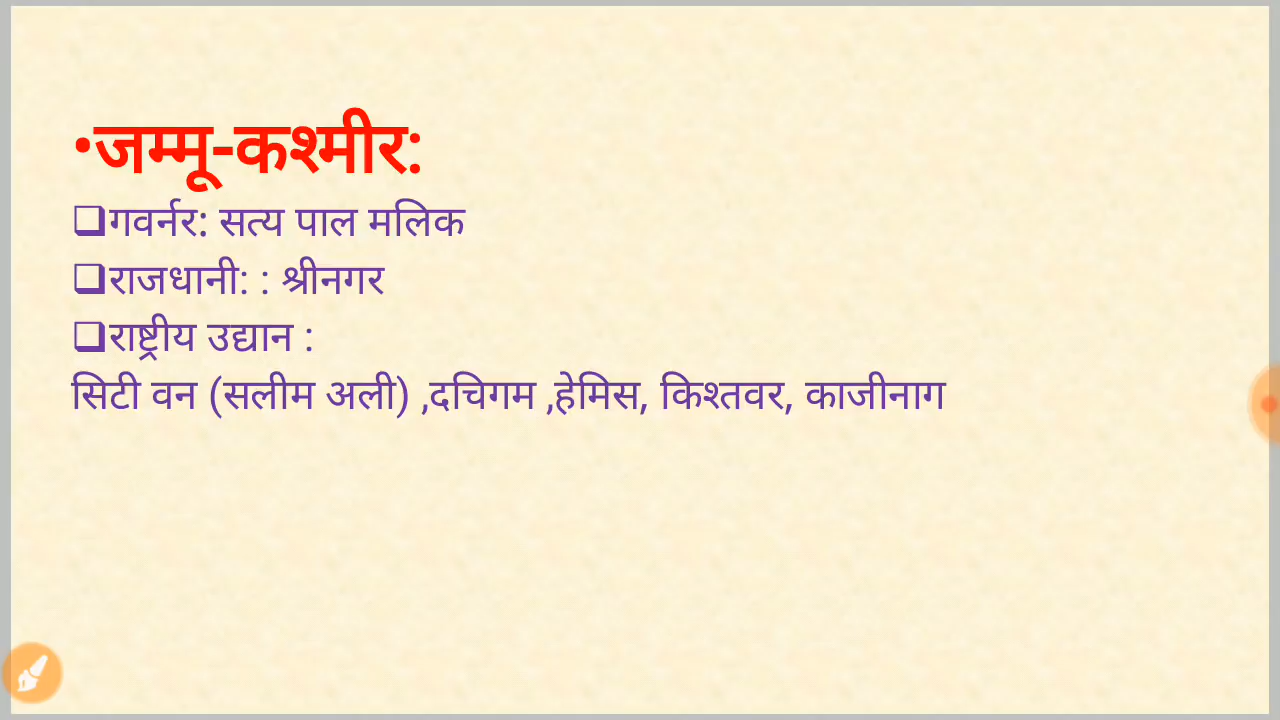 •जम्मू-कश्मीर:
❑गवर्नर: सत्य पाल मलिक
❑राजधानी: : श्रीनगर
❑राष्ट्रीय उद्यान :
सिटी वन (सलीम अली) ,दचिगम ,हेमिस, किश्तवर, काजीनाग